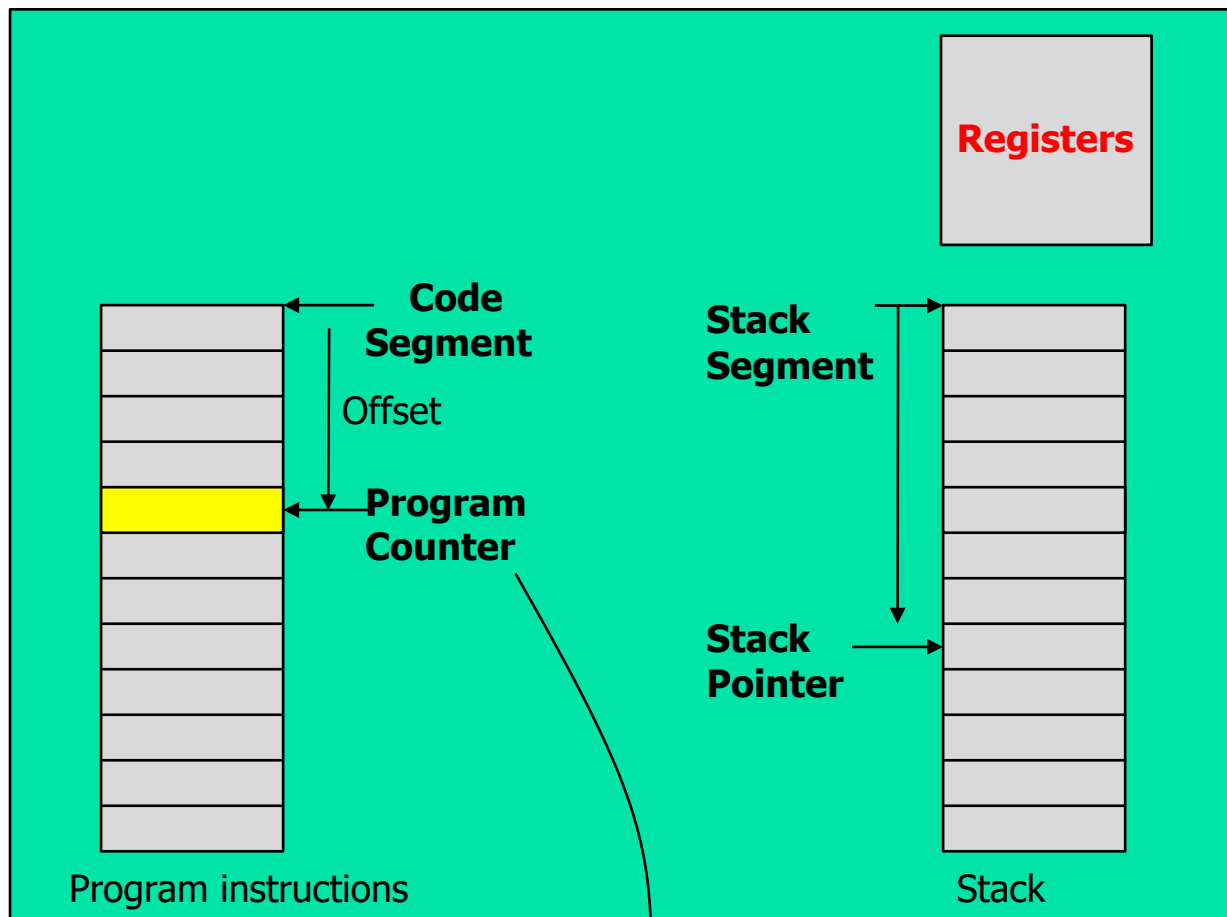 Registers
Code
Segment
Offset
Program
Counter
Program instructions
Stack
Segment
Stack
Pointer
Stack